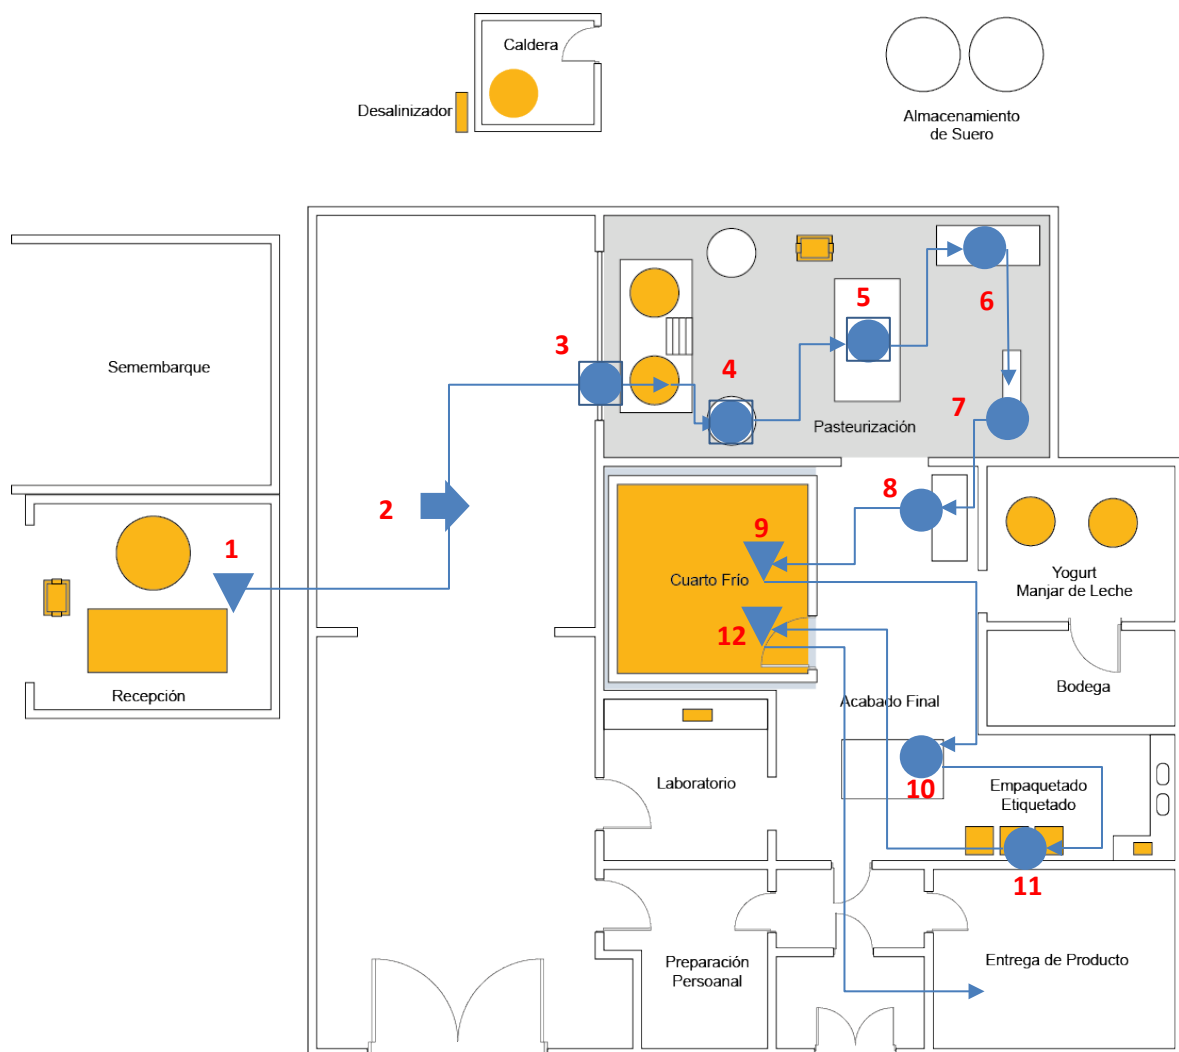 Caldera
Desalinizador
Almacenamiento
de Suero
Semembarque
3
4
5
6
7
Pasteurización
2
8
1
9
Cuarto Frío
12
Yogurt
Manjar de Leche
Recepción
Bodega
Acabado Final
Laboratorio
10
Empaquetado
Etiquetado
11
Preparación
Persoanal
Entrega de Producto